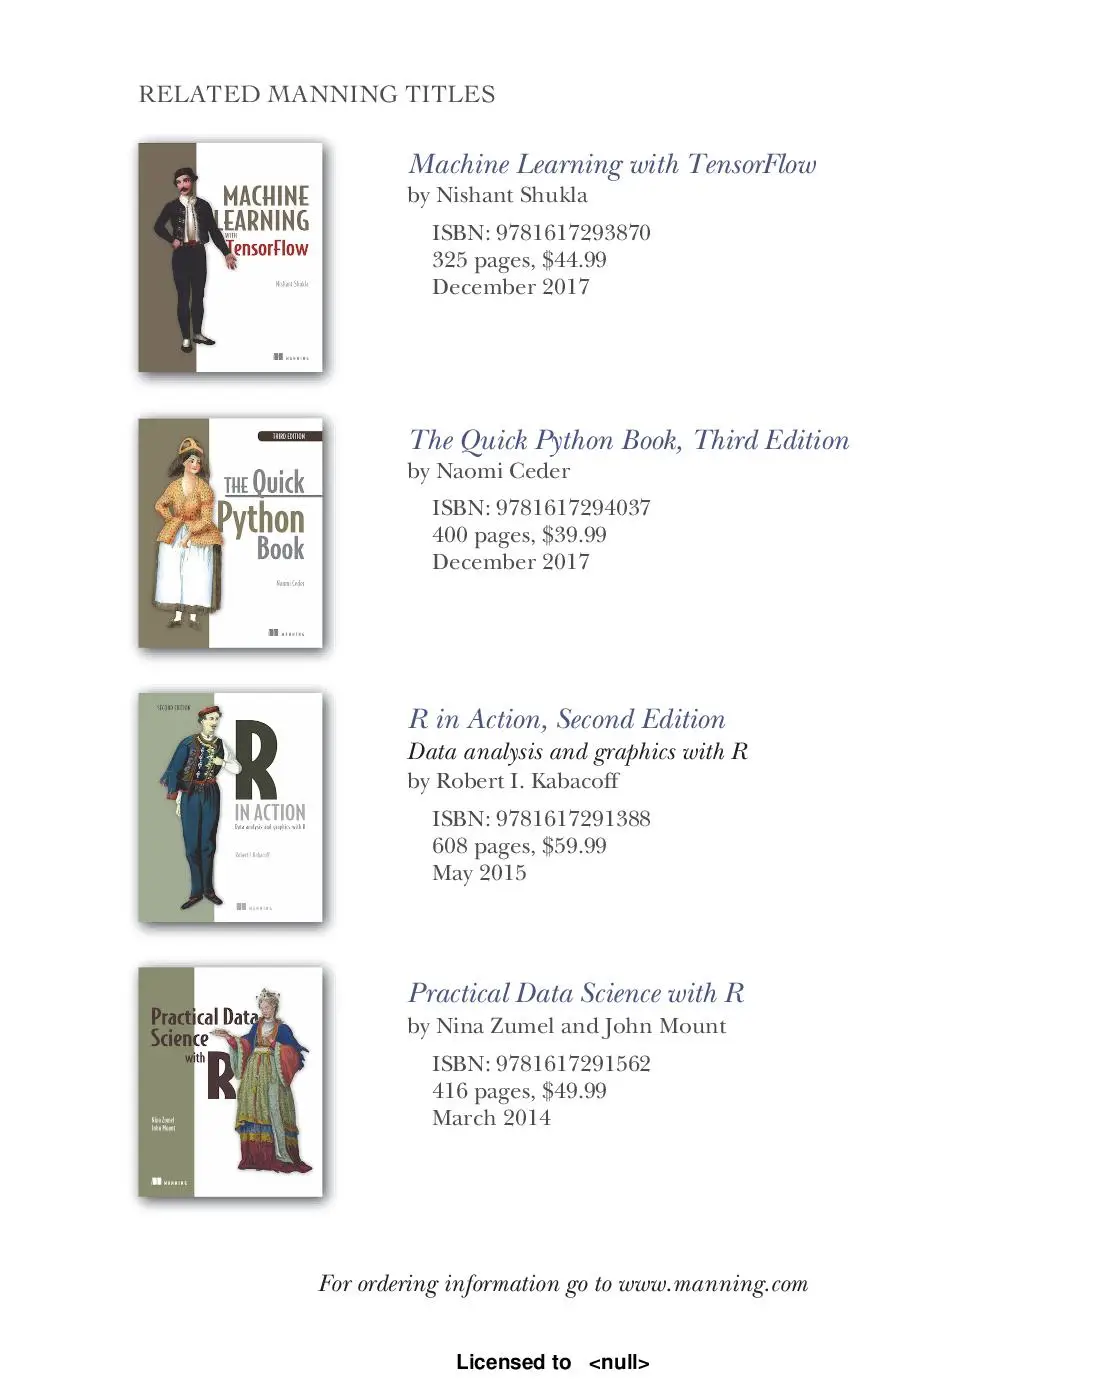 RELATED MANNING TITLES
MACHINE
LEARNING
WITH
TensorFlow
Nishant Shukla
MANNING
Machine Learning with TensorFlow
by Nishant Shukla
ISBN: 9781617293870
325 pages, $44.99
December 2017
THIRD EDITION
THE Quick
Python
Book
Naomi Ceder
MANNING
The Quick Python Book, Third Edition
by Naomi Ceder
ISBN: 9781617294037
400 pages, $39.99
December 2017
SECOND EDITION
R
IN ACTION
Data analysis and graphics with R
Robert I. Kabacoff
MANNING
R in Action, Second Edition
Data analysis and graphics with R
by Robert I. Kabacoff
ISBN: 9781617291388
608 pages, $59.99
May 2015
Practical Data
Science
with
R
Nina Zumel
John Mount
MANNING
Practical Data Science with R
by Nina Zumel and John Mount
ISBN: 9781617291562
416 pages, $49.99
March 2014
For ordering information go to www.manning.com
Licensed to <null>